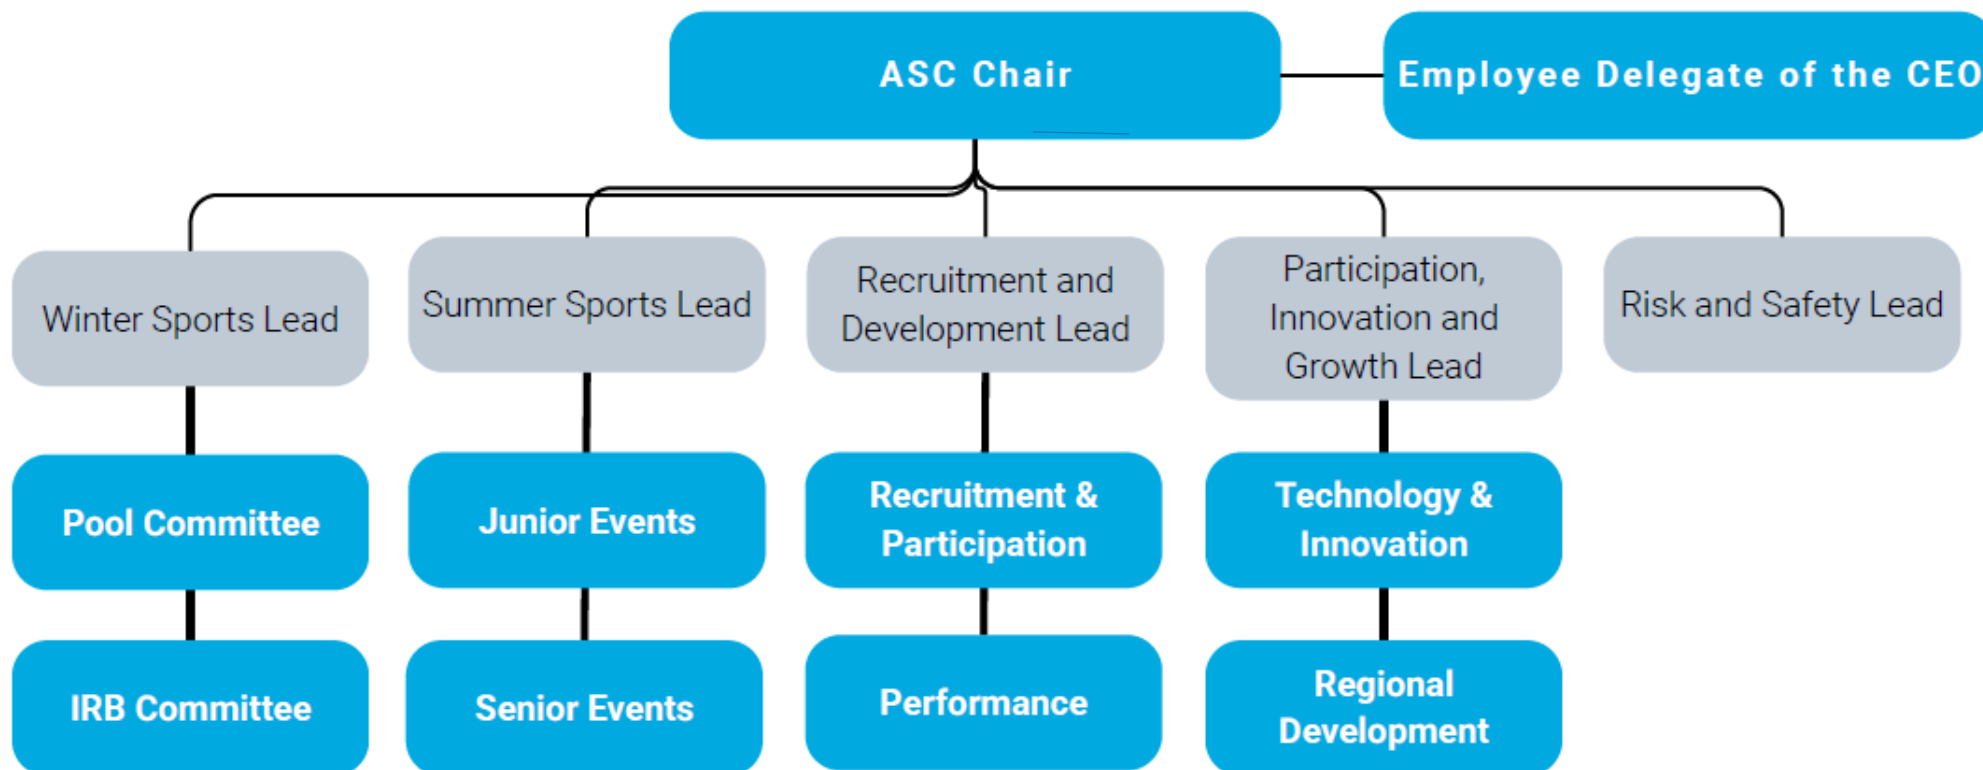 ASC Chair
Employee Delegate of the CEO
Winter Sports Lead
Summer Sports Lead
Recruitment and
Development Lead
Participation,
Innovation and
Growth Lead
Risk and Safety Lead
Pool Committee
Junior Events
Recruitment &
Participation
Technology &
Innovation
IRB Committee
Senior Events
Performance
Regional
Development